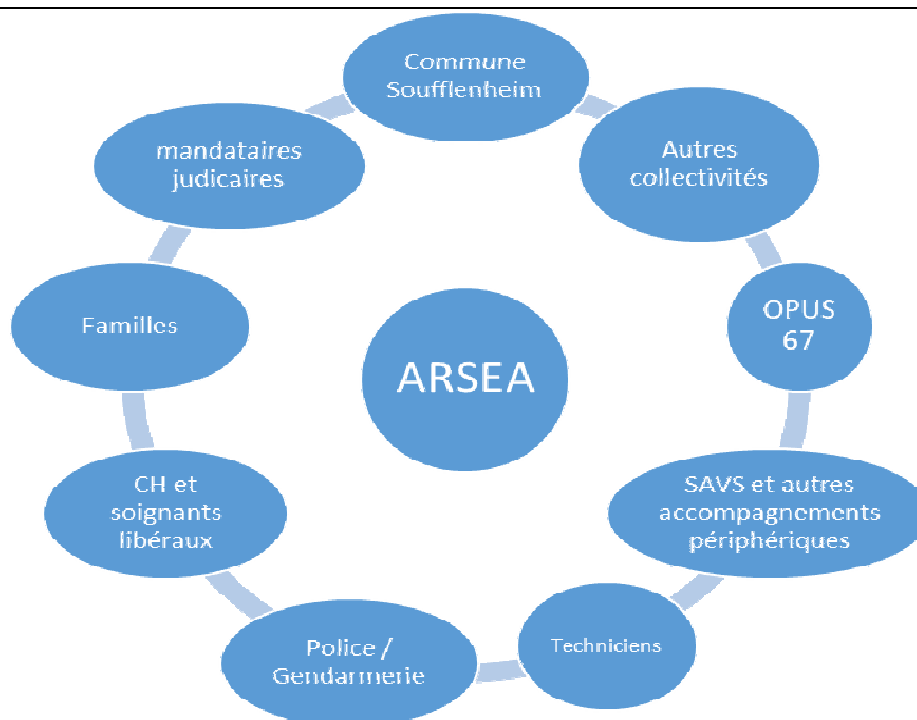 Commune
Soufflenheim
mandataires
judicaires
Autres
collectivités
Familles
OPUS
67
ARSEA
CH et
soignants
libéraux
SAVS et autres
accompagnements
périphériques
Police /
Gendarmerie
Techniciens